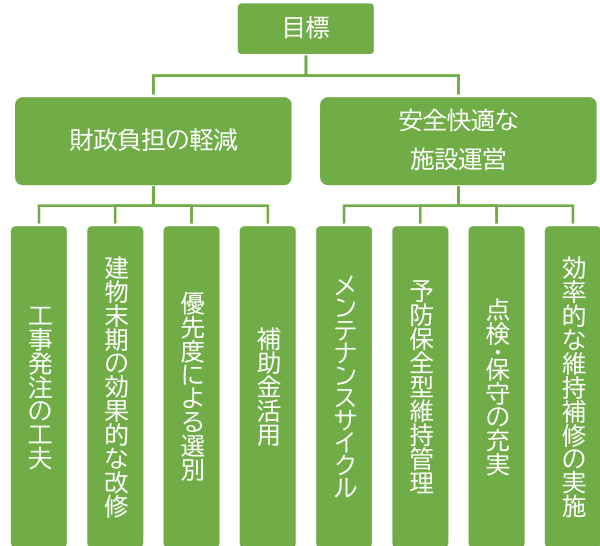 目標
財政負担の軽減
安全快適な
施設運営
工事発注の工夫
建物末期の効果的な改修
優先度による選別
補助金活用
メンテナンスサイクル
予防保全型維持管理
点検・保守の充実
効率的な維持補修の実施